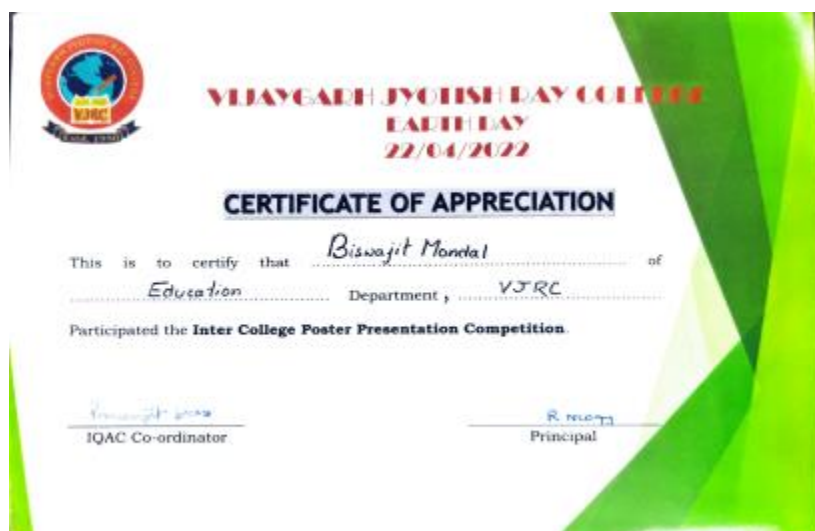 VJRC
VIJAYGARH JYOTISH RAY COLLEGE
EARTH DAY
22/04/2022
CERTIFICATE OF APPRECIATION
This is to certify that Biswajit Mondal of
Education Department , VJRC
Participated the Inter College Poster Presentation Competition.
IQAC Co-ordinator
Principal